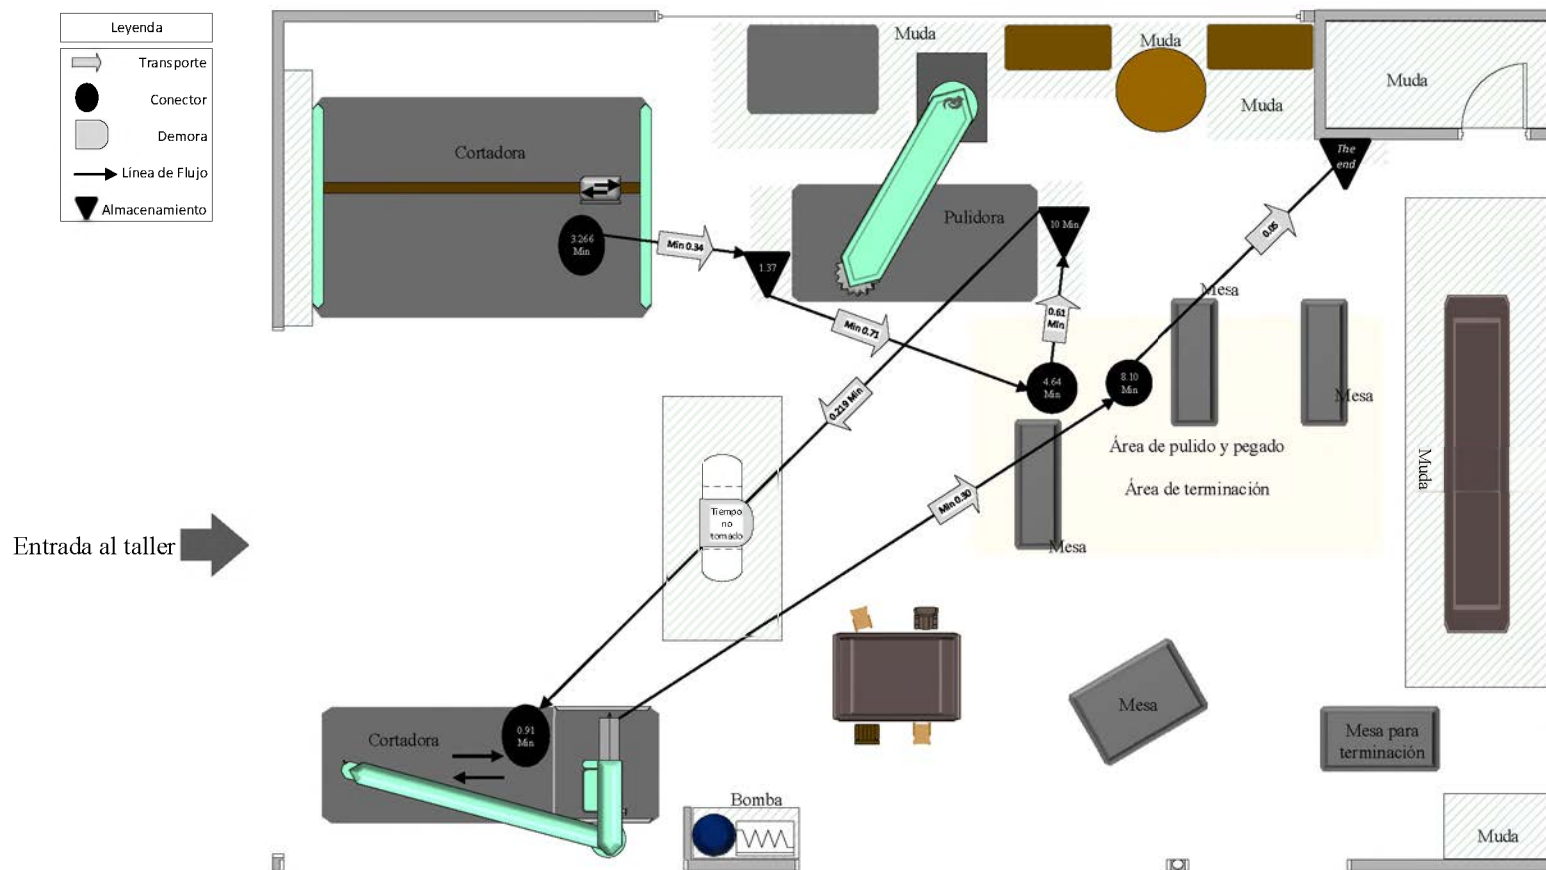 Leyenda
Transporte
Conector
Demora
Línea de Flujo
Almacenamiento
Muda
Muda
Muda
Muda
Cortadora
The
end
Pulidora
3.266
Min
Min 0.34
1.37
10 Min
0.05
Mesa
Min 0.71
0.61
Min
4.64
Min
8.10
Min
Mesa
0.219 Min
Área de pulido y pegado
Muda
Área de terminación
Min 0.30
Tiempo
no
tomado
Entrada al taller
Mesa
Mesa
0.91
Min
Cortadora
Mesa para
terminación
Bomba
Muda